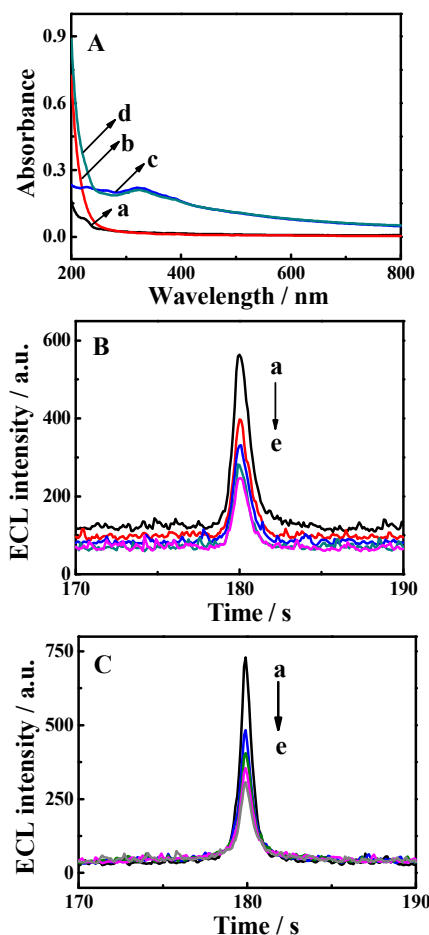 A
0.9
0.6
0.3
0.0
Absorbance
d
b
c
a
200 400 600 800
Wavelength / nm
B
600
400
200
0
ECL intensity / a.u.
a
e
170 180 190
Time / s
C
750
500
250
0
ECL intensity / a.u.
a
e
170 180 190
Time / s